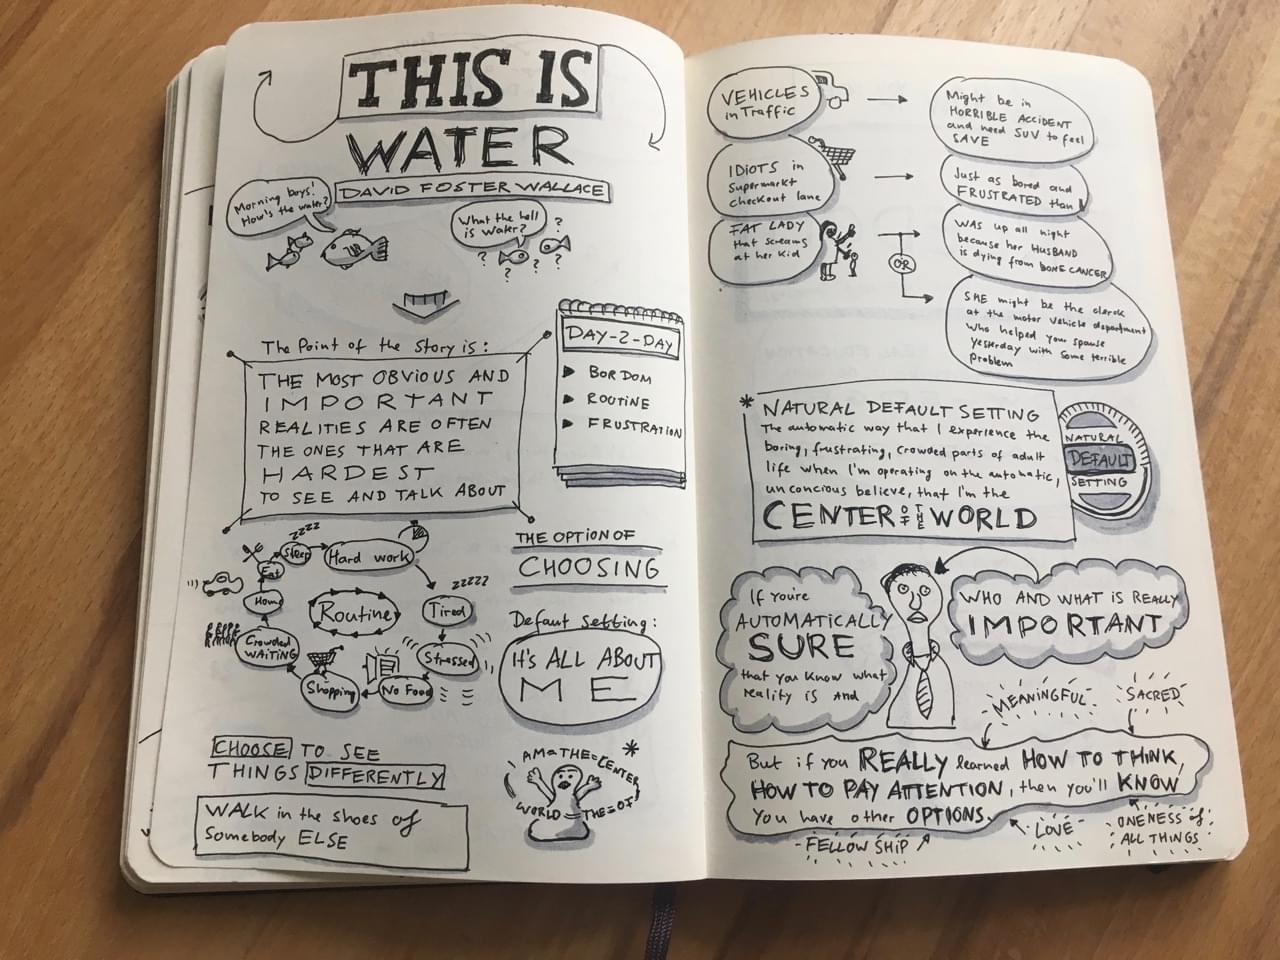 THIS IS
WATER
DAVID FOSTER WALLACE
Morning boys!
How's the water?
What the hell
is water?
?
?
?
?
?
The Point of the Story is:
THE MOST OBVIOUS AND
IMPORTANT
REALITIES ARE OFTEN
THE ONES THAT ARE
HARDEST
TO SEE AND TALK ABOUT
DAY-2-DAY
BORDOM
ROUTINE
FRUSTRATION
Routine
Hard work
zzzzz
Tired
Stressed
No Food
Shopping
Crowded
WAITING
Home
Eat
Sleep
zzzz
THE OPTION OF
CHOOSING
Defaut setting:
It's ALL ABOUT
ME
CHOOSE TO SEE
THINGS DIFFERENTLY
WALK in the shoes of
Somebody ELSE
AM=THE=CENTER
WORLD=THE=OF
*
VEHICLES
in Traffic
Might be in
HORRIBLE ACCIDENT
and need SUV to feel
SAVE
IDIOTS in
Supermarkt
checkout lane
Just as bored and
FRUSTRATED than I
FAT LADY
that screams
at her kid
OR
WAS up all night
because her HUSBAND
is dying from BONE CANCER
SHE might be the clerck
at the motor vehicle department
who helped your spouse
yesterday with some terrible
problem
* NATURAL DEFAULT SETTING
The automatic way that I experience the
boring, frustrating, crowded parts of adult
life when I'm operating on the automatic,
unconcious believe, that I'm the
CENTER OF THE WORLD
NATURAL
DEFAULT
SETTING
If you're
AUTOMATICALLY
SURE
that you know what
reality is and
WHO AND WHAT IS REALLY
IMPORTANT
MEANINGFUL
SACRED
But if you REALLY learned HOW TO THINK,
HOW TO PAY ATTENTION, then you'll KNOW
You have other OPTIONS.
FELLOWSHIP
LOVE
ONENESS of
ALL THINGS